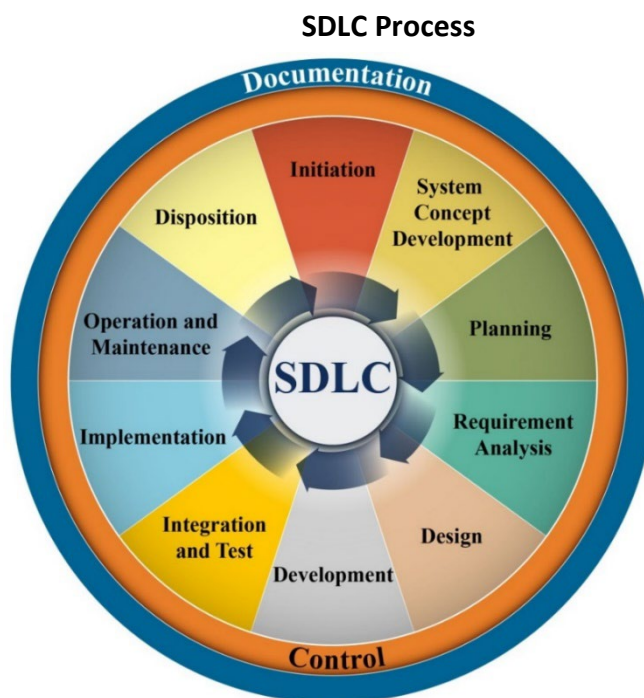 SDLC Process
Documentation
Initiation
System
Concept
Development
Planning
Requirement
Analysis
Design
Development
Integration
and Test
Implementation
Operation and
Maintenance
Disposition
SDLC
Control